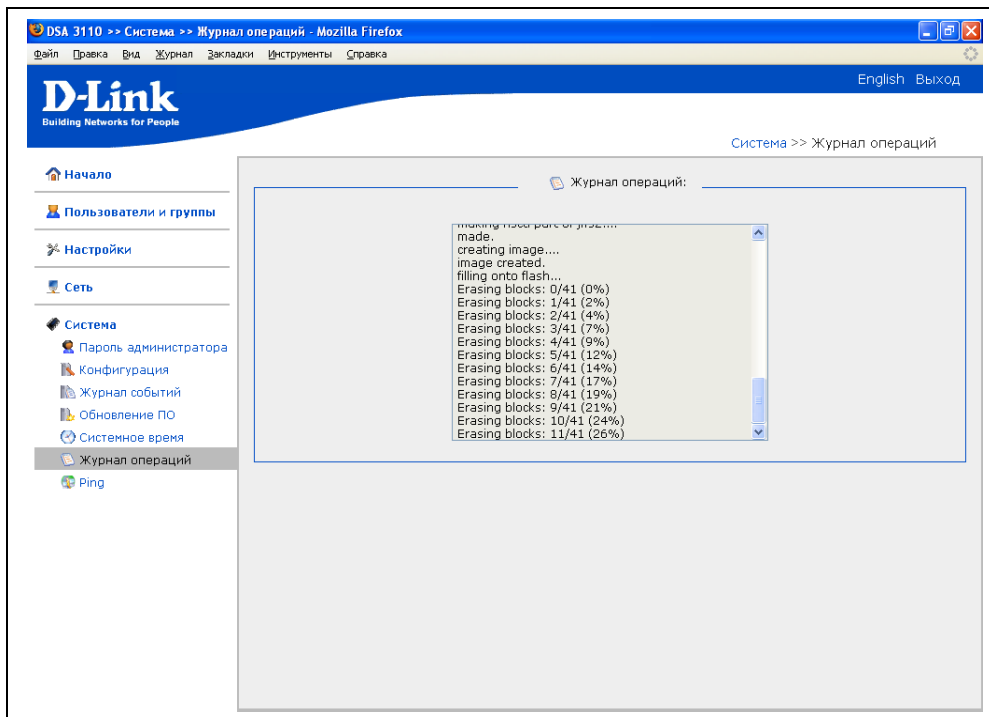 DSA 3110 >> Система >> Журнал операций - Mozilla Firefox
Файл Правка Вид Журнал Закладки Инструменты Справка
English Выход
D-Link
Building Networks for People
Система >> Журнал операций
Начало
Пользователи и группы
Настройки
Сеть
Система
Пароль администратора
Конфигурация
Журнал событий
Обновление ПО
Системное время
Журнал операций
Ping
Журнал операций:
making part of
made.
creating image....
image created.
filling onto flash...
Erasing blocks: 0/41 (0%)
Erasing blocks: 1/41 (2%)
Erasing blocks: 2/41 (4%)
Erasing blocks: 3/41 (7%)
Erasing blocks: 4/41 (9%)
Erasing blocks: 5/41 (12%)
Erasing blocks: 6/41 (14%)
Erasing blocks: 7/41 (17%)
Erasing blocks: 8/41 (19%)
Erasing blocks: 9/41 (21%)
Erasing blocks: 10/41 (24%)
Erasing blocks: 11/41 (26%)